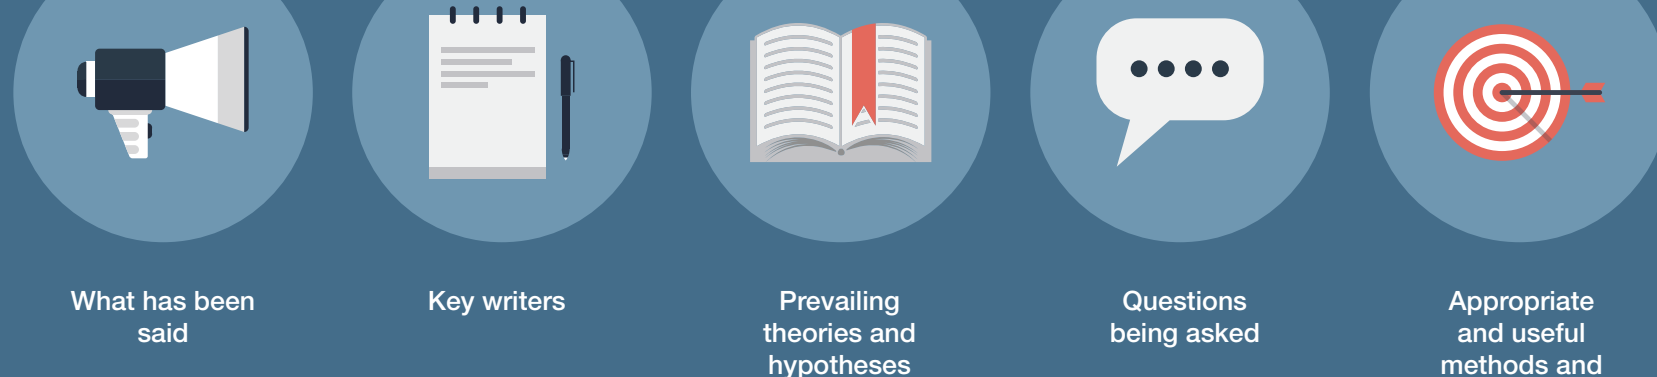 What has been
said
Key writers
Prevailing
theories and
hypotheses
Questions
being asked
Appropriate
and useful
methods and